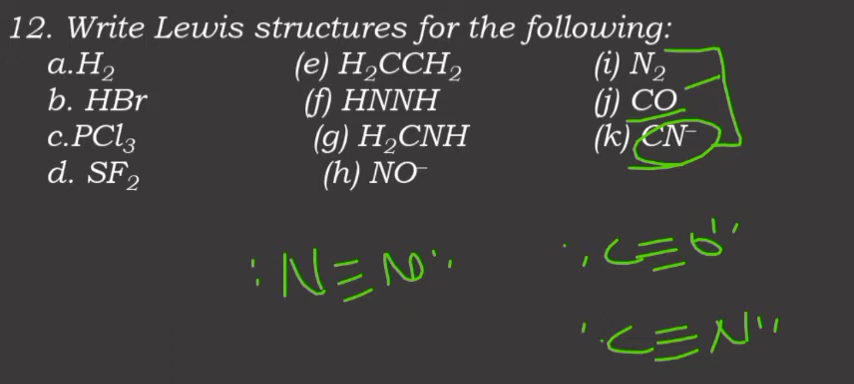 12. Write Lewis structures for the following:
a.H₂ (e) H₂CCH₂ (i) N₂
b. HBr (f) HNNH (j) CO
c.PCl₃ (g) H₂CNH (k) CN⁻
d. SF₂ (h) NO⁻
:C≡O:
:N≡N:
:C≡N: